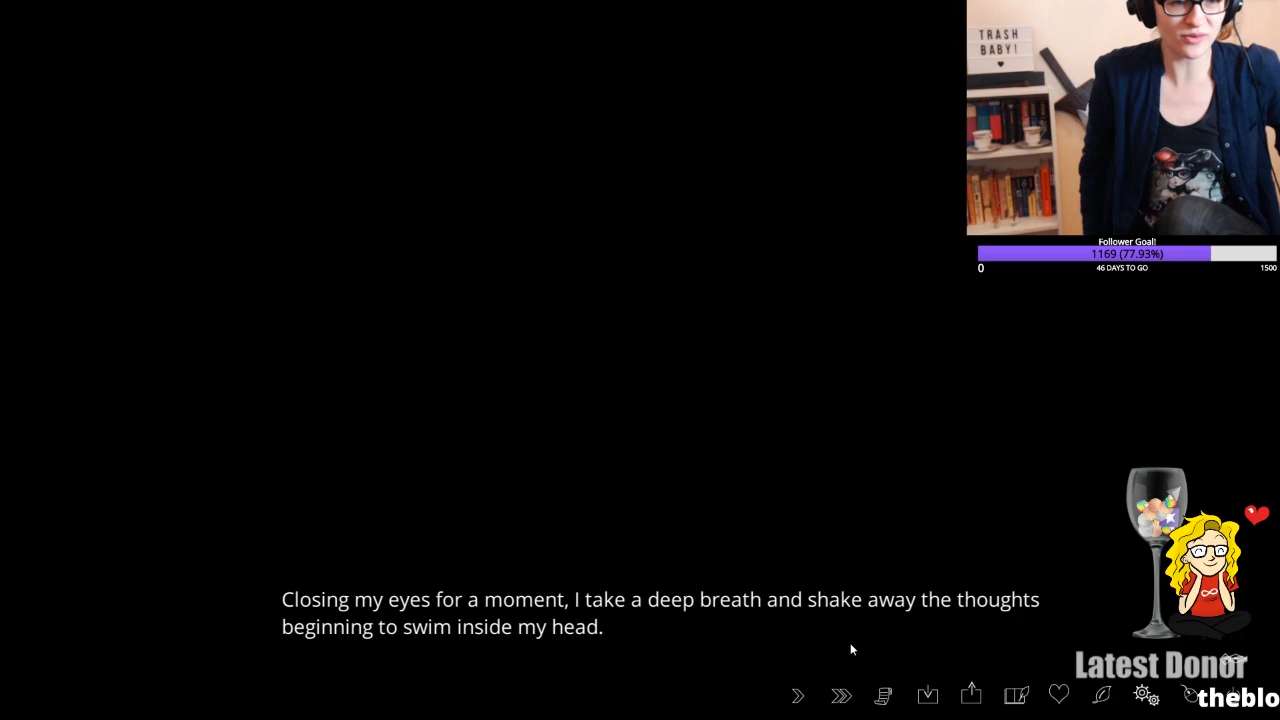 TRASH
BABY!
Follower Goal!
1169 (77.93%)
0
46 DAYS TO GO
1500
Closing my eyes for a moment, I take a deep breath and shake away the thoughts
beginning to swim inside my head.
Latest Donor
theblo